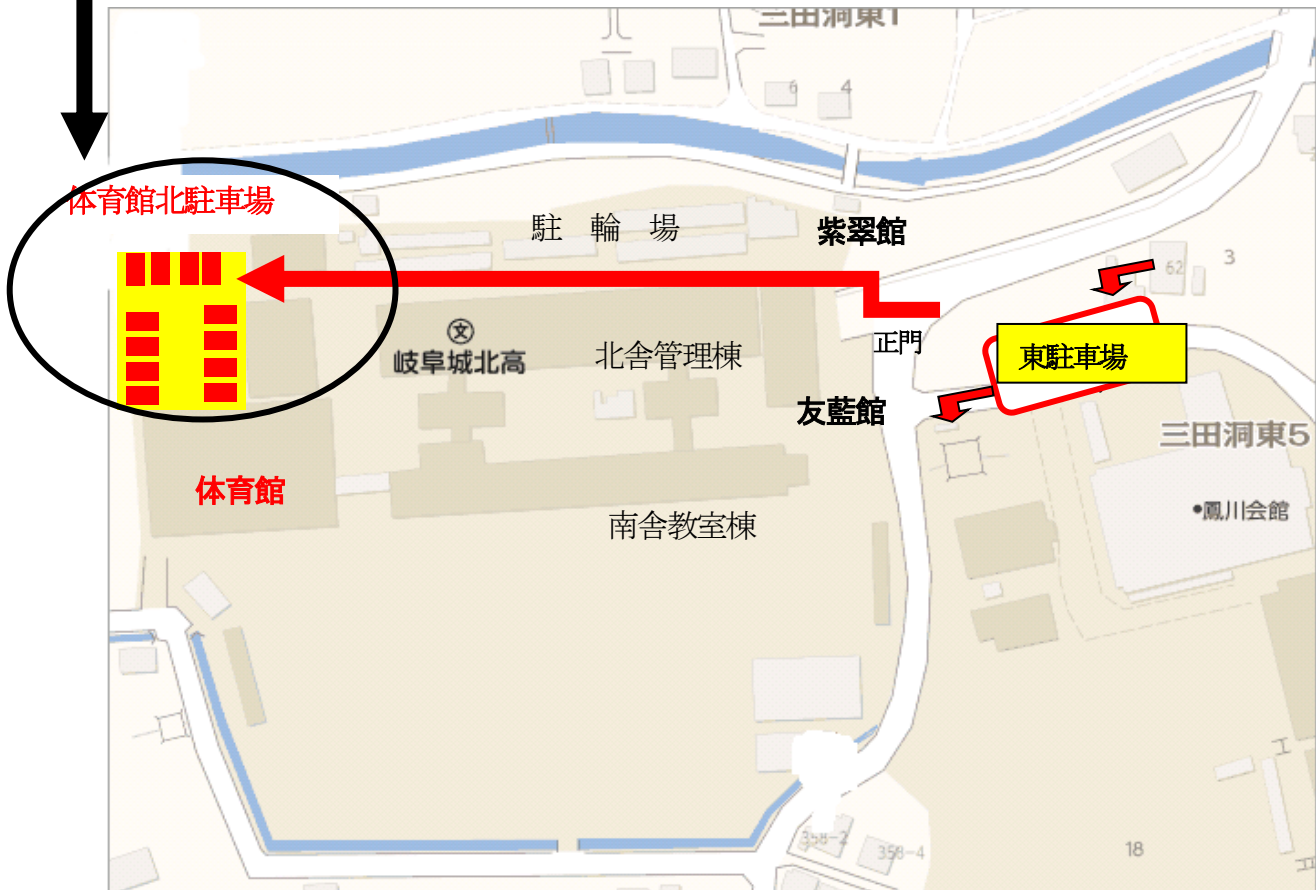 三田洞東1
6
4
体育館北駐車場
駐 輪 場
紫翠館
3
62
正門
東駐車場
岐阜城北高
北舎管理棟
友藍館
三田洞東5
体育館
南舎教室棟
•鳳川会館
358-2
358-4
18